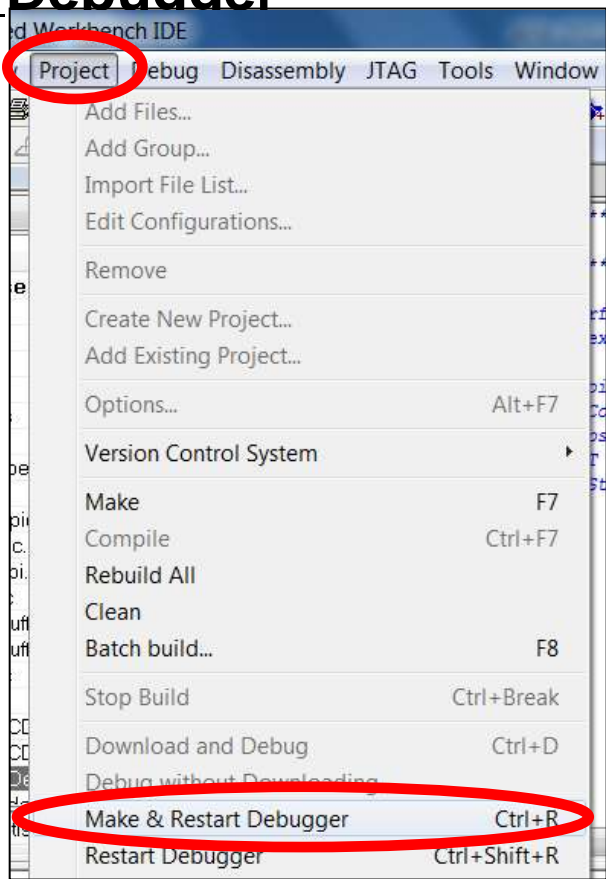 Debugger
ed Workbench IDE
Project Debug Disassembly JTAG Tools Window
Add Files...
Add Group...
Import File List...
Edit Configurations...
Remove
Create New Project...
Add Existing Project...
Options... Alt+F7
Version Control System
Make F7
Compile Ctrl+F7
Rebuild All
Clean
Batch build... F8
Stop Build Ctrl+Break
Download and Debug Ctrl+D
Debug without Downloading
Make & Restart Debugger Ctrl+R
Restart Debugger Ctrl+Shift+R